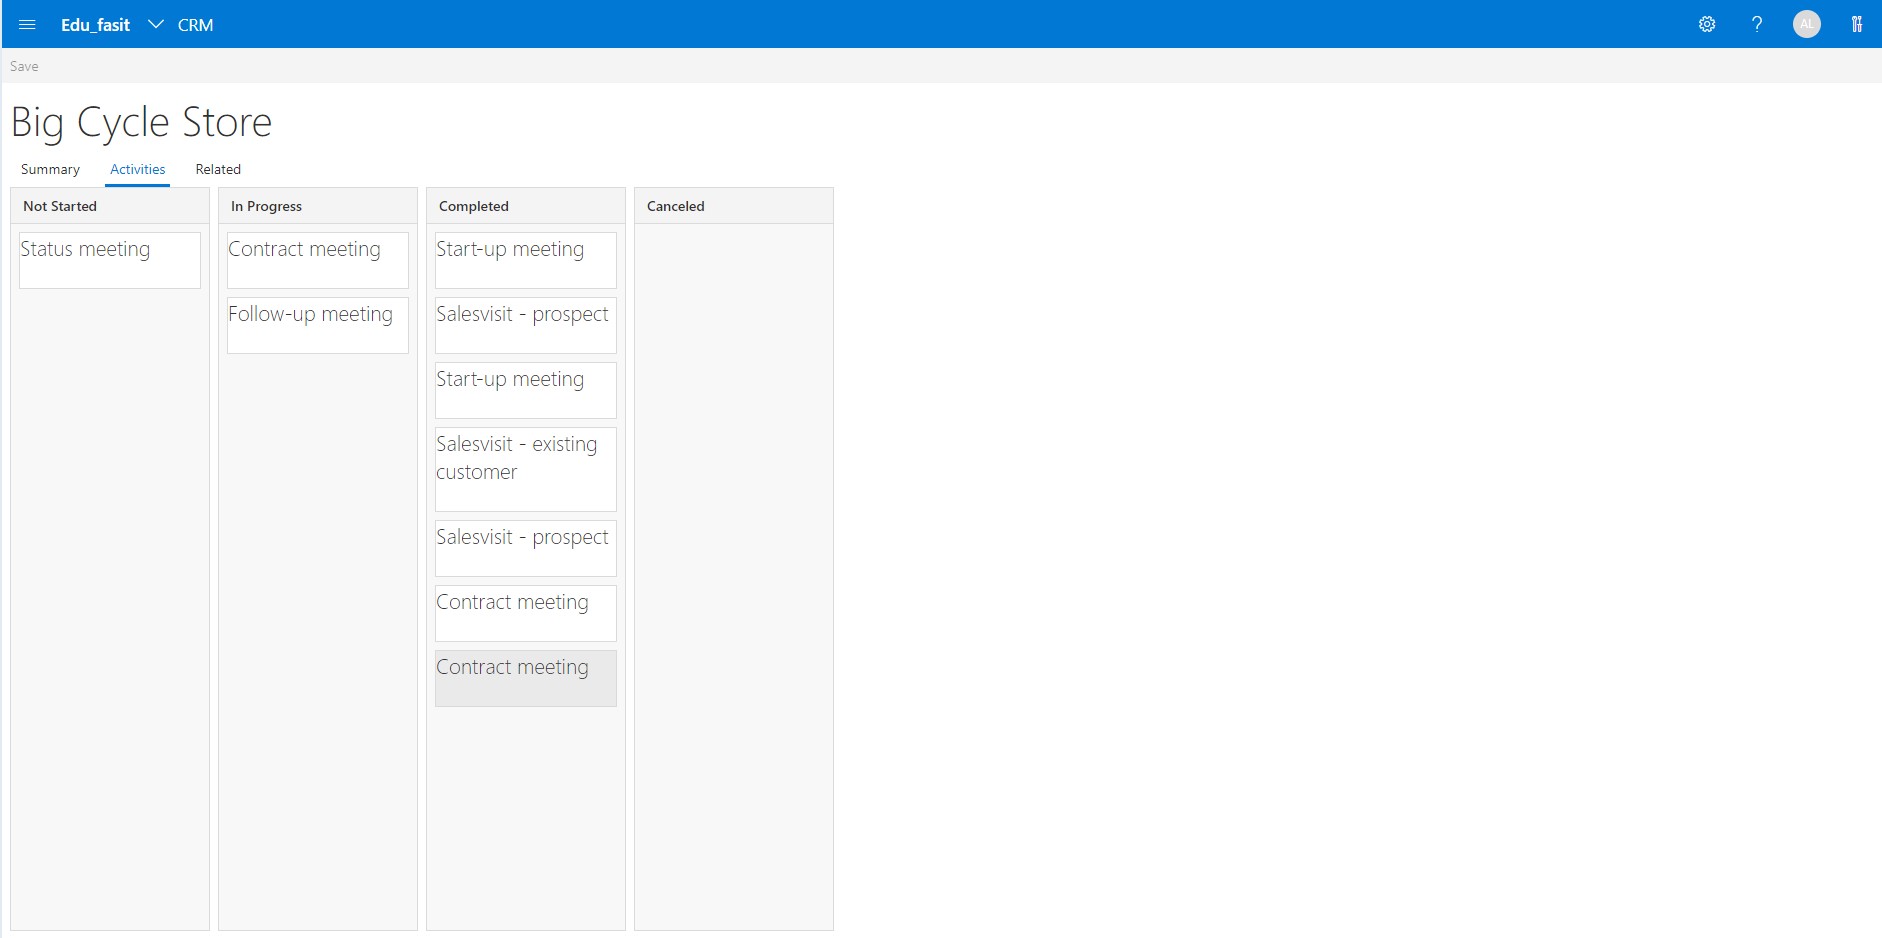 Edu_fasit CRM
AL
Save
Big Cycle Store
Summary Activities Related
Not Started
Status meeting
In Progress
Contract meeting
Follow-up meeting
Completed
Start-up meeting
Salesvisit - prospect
Start-up meeting
Salesvisit - existing
customer
Salesvisit - prospect
Contract meeting
Contract meeting
Canceled